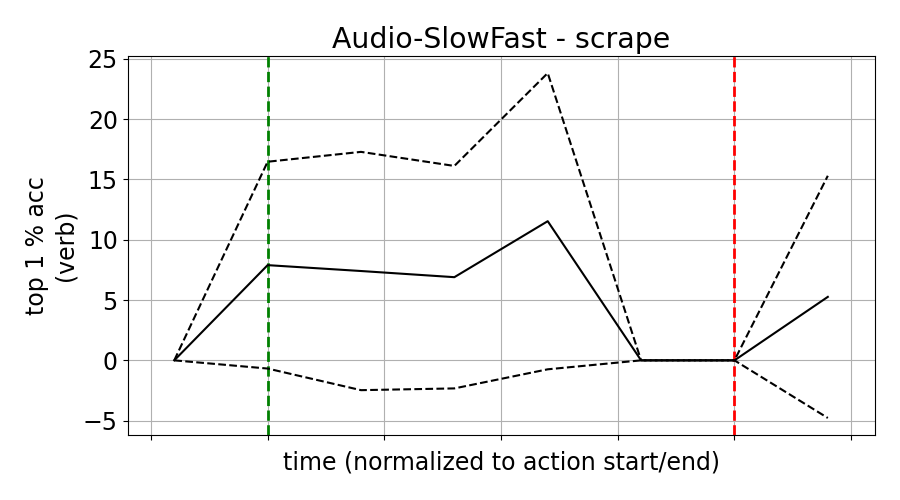 Audio-SlowFast - scrape
25
20
15
10
5
0
−5
top 1 % acc
(verb)
time (normalized to action start/end)